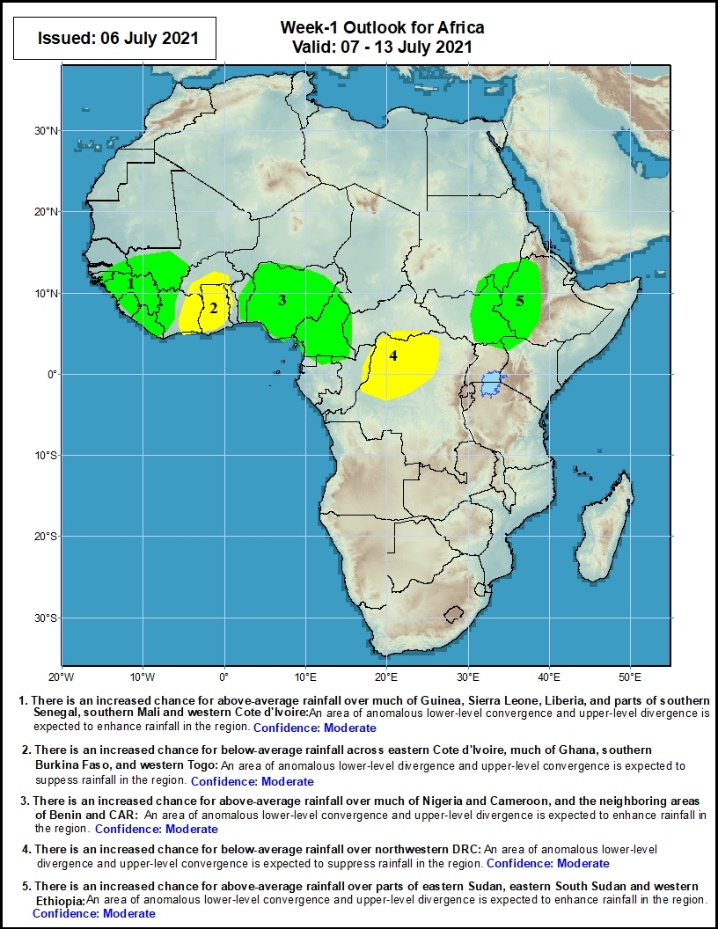 Issued: 06 July 2021
Week-1 Outlook for Africa
Valid: 07 - 13 July 2021
30°N
20°N
10°N
0°
10°S
20°S
30°S
1
2
3
4
5
20°W
10°W
0°
10°E
20°E
30°E
40°E
50°E
1. There is an increased chance for above-average rainfall over much of Guinea, Sierra Leone, Liberia, and parts of southern
Senegal, southern Mali and western Cote d'Ivoire:An area of anomalous lower-level convergence and upper-level divergence is
expected to enhance rainfall in the region. Confidence: Moderate
2. There is an increased chance for below-average rainfall across eastern Cote d'Ivoire, much of Ghana, southern
Burkina Faso, and western Togo: An area of anomalous lower-level divergence and upper-level convergence is expected to
suppess rainfall in the region. Confidence: Moderate
3. There is an increased chance for above-average rainfall over much of Nigeria and Cameroon, and the neighboring areas
of Benin and CAR: An area of anomalous lower-level convergence and upper-level divergence is expected to enhance rainfall in
the region. Confidence: Moderate
4. There is an increased chance for below-average rainfall over northwestern DRC: An area of anomalous lower-level
divergence and upper-level convergence is expected to suppress rainfall in the region. Confidence: Moderate
5. There is an increased chance for above-average rainfall over parts of eastern Sudan, eastern South Sudan and western
Ethiopia:An area of anomalous lower-level convergence and upper-level divergence is expected to enhance rainfall in the region.
Confidence: Moderate